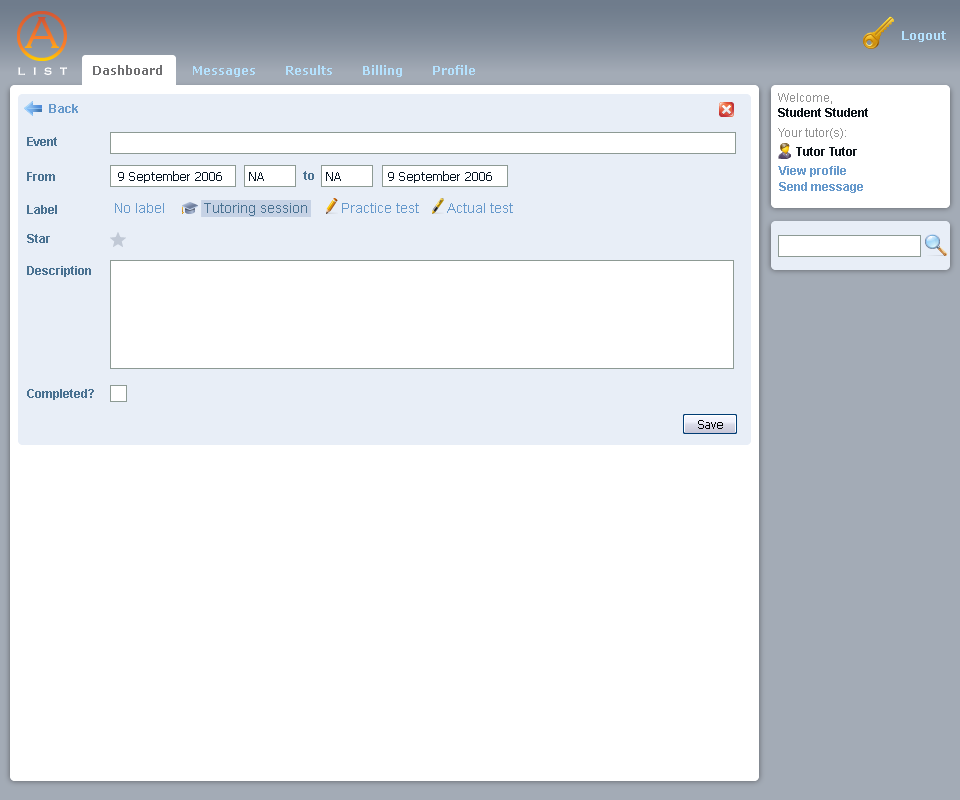 A
LIST
Dashboard Messages Results Billing Profile
Logout
Back
Event
From 9 September 2006 NA to NA 9 September 2006
Label No label Tutoring session Practice test Actual test
Star
Description
Completed?
Save
Welcome,
Student Student
Your tutor(s):
Tutor Tutor
View profile
Send message